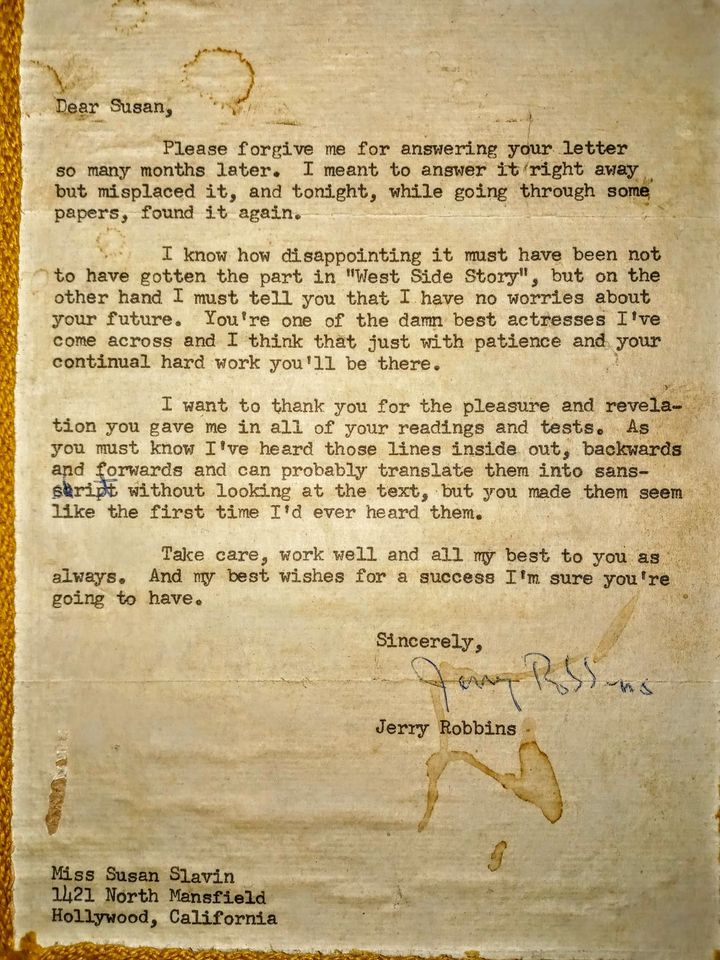 Dear Susan,
Please forgive me for answering your letter
so many months later. I meant to answer it right away
but misplaced it, and tonight, while going through some
papers, found it again.
I know how disappointing it must have been not
to have gotten the part in "West Side Story", but on the
other hand I must tell you that I have no worries about
your future. You're one of the damn best actresses I've
come across and I think that just with patience and your
continual hard work you'll be there.
I want to thank you for the pleasure and revela-
tion you gave me in all of your readings and tests. As
you must know I've heard those lines inside out, backwards
and forwards and can probably translate them into sans-
skript without looking at the text, but you made them seem
like the first time I'd ever heard them.
Take care, work well and all my best to you as
always. And my best wishes for a success I'm sure you're
going to have.
Sincerely,
Jerry Robbins
Jerry Robbins
Miss Susan Slavin
1421 North Mansfield
Hollywood, California